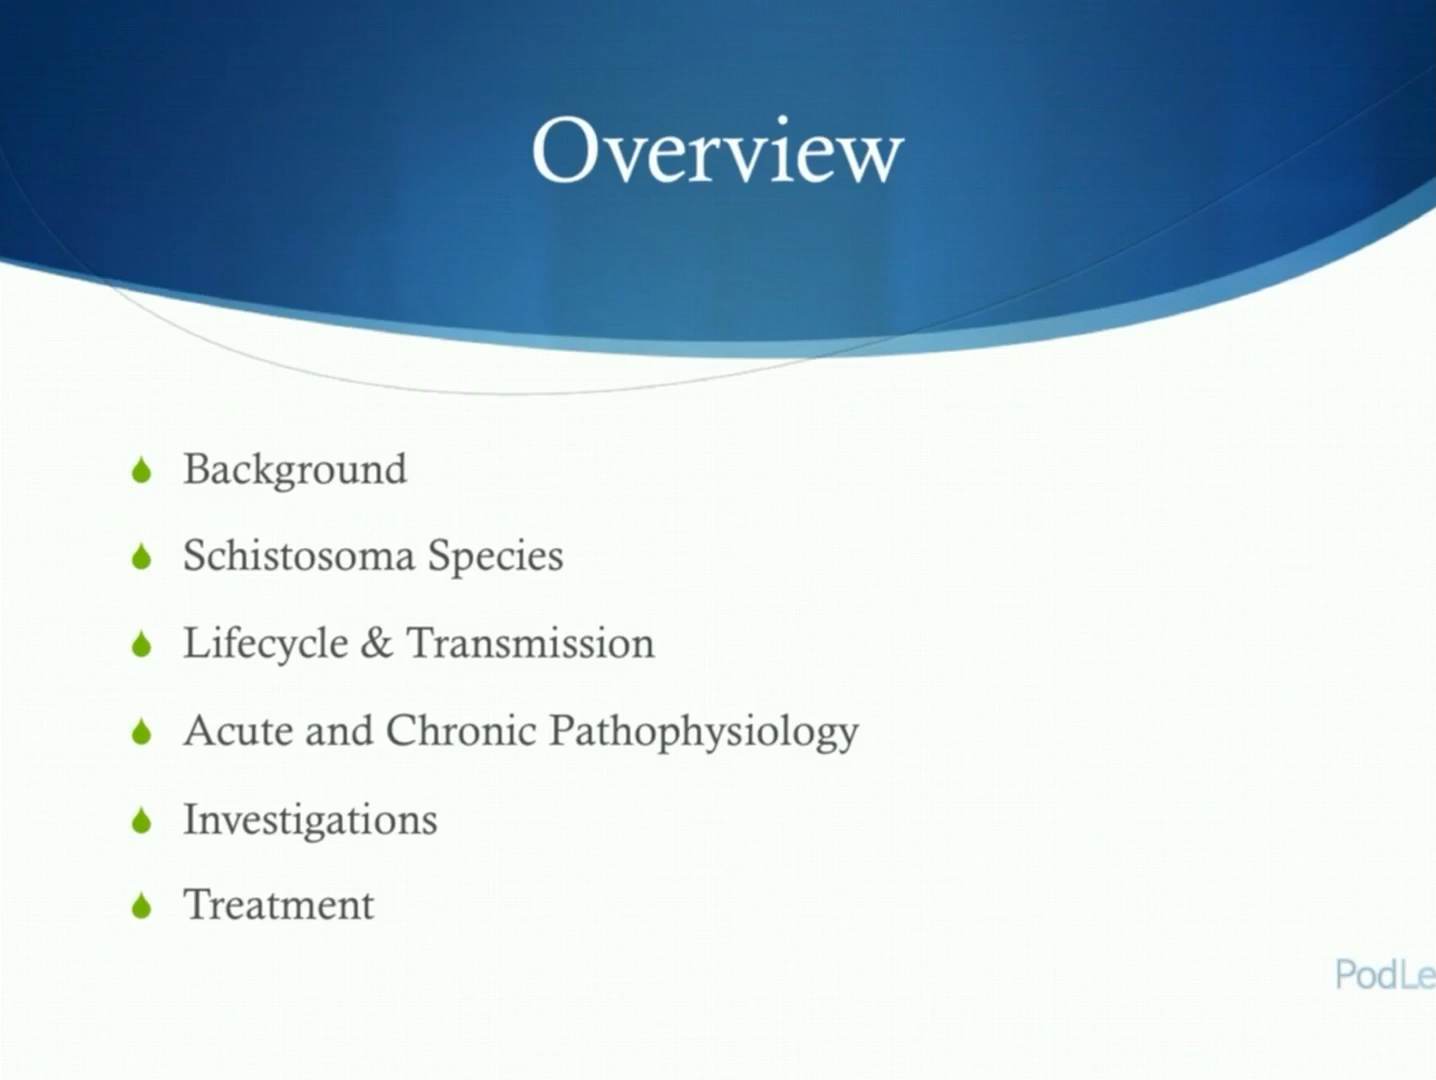 Overview
Background
Schistosoma Species
Lifecycle & Transmission
Acute and Chronic Pathophysiology
Investigations
Treatment
PodLe